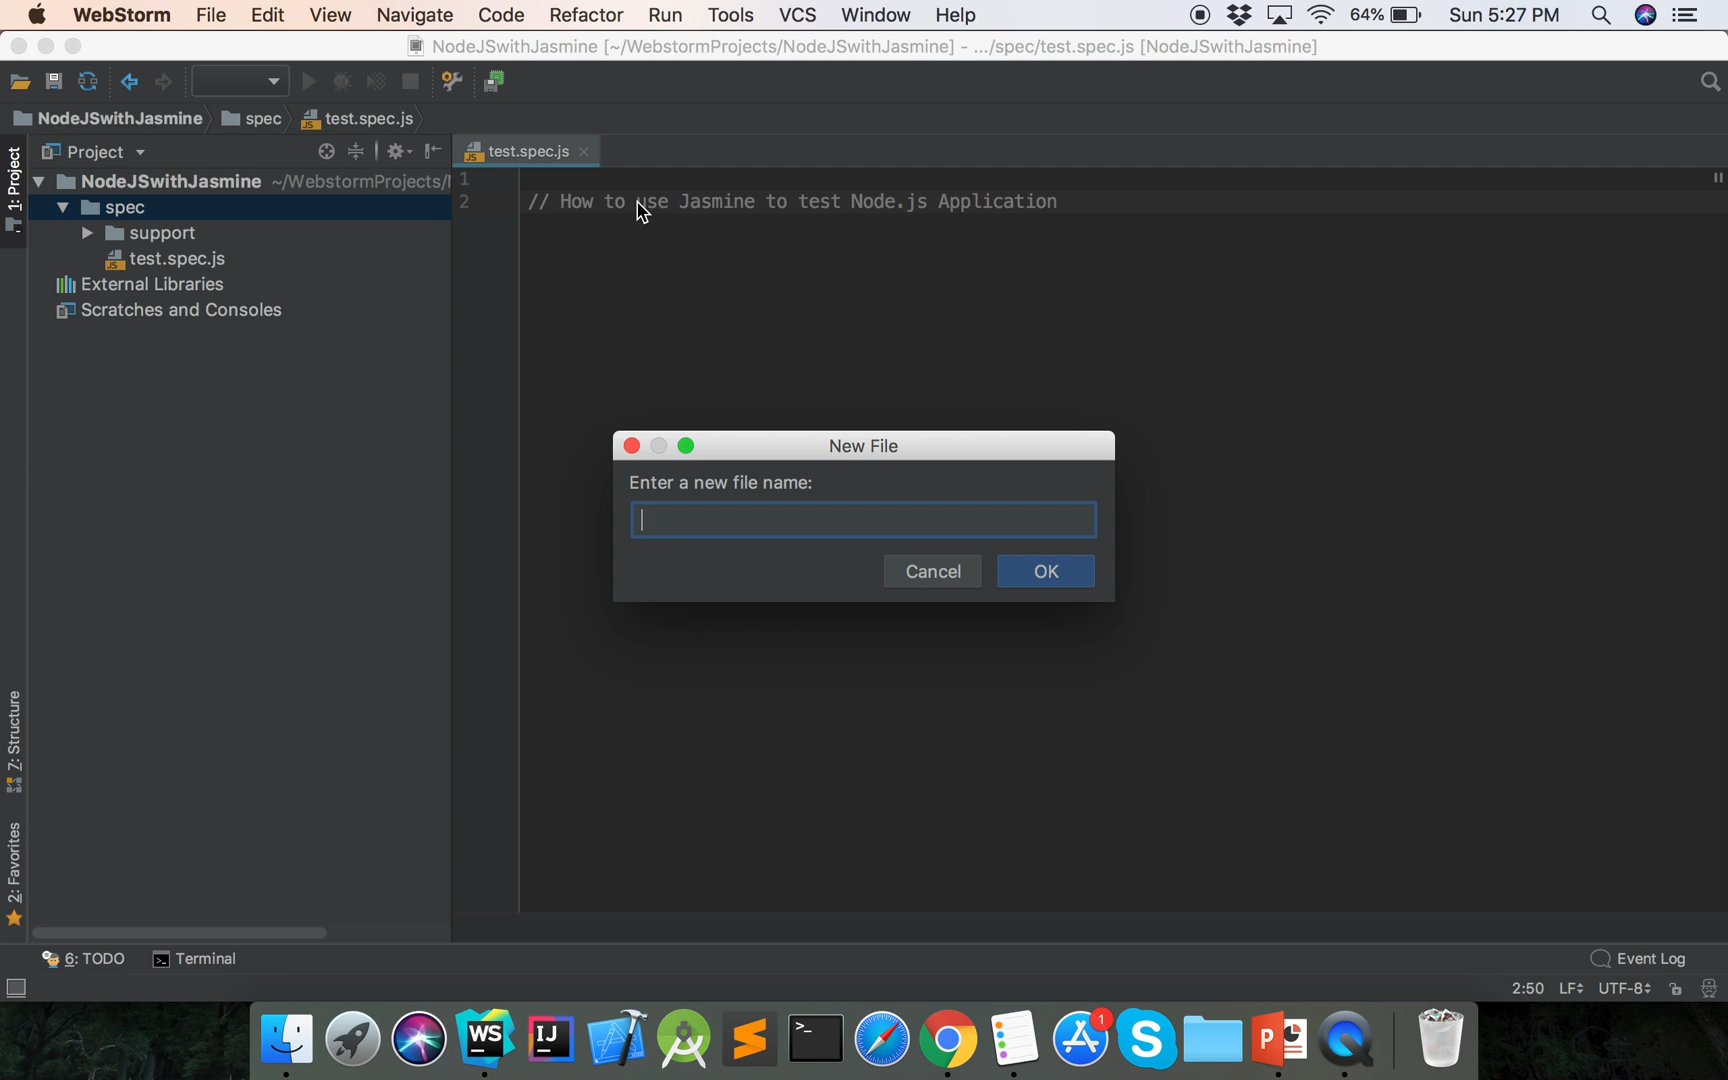 WebStorm File Edit View Navigate Code Refactor Run Tools VCS Window Help 64% Sun 5:27 PM
NodeJSwithJasmine [~/WebstormProjects/NodeJSwithJasmine] - .../spec/test.spec.js [NodeJSwithJasmine]
NodeJSwithJasmine spec test.spec.js
1: Project
Project
test.spec.js
NodeJSwithJasmine ~/WebstormProjects/
spec
support
test.spec.js
External Libraries
Scratches and Consoles
1
2 // How to use Jasmine to test Node.js Application
New File
Enter a new file name:
Cancel OK
Z: Structure
2: Favorites
6: TODO Terminal Event Log
2:50 LF UTF-8
WS IJ >_ 1 S P